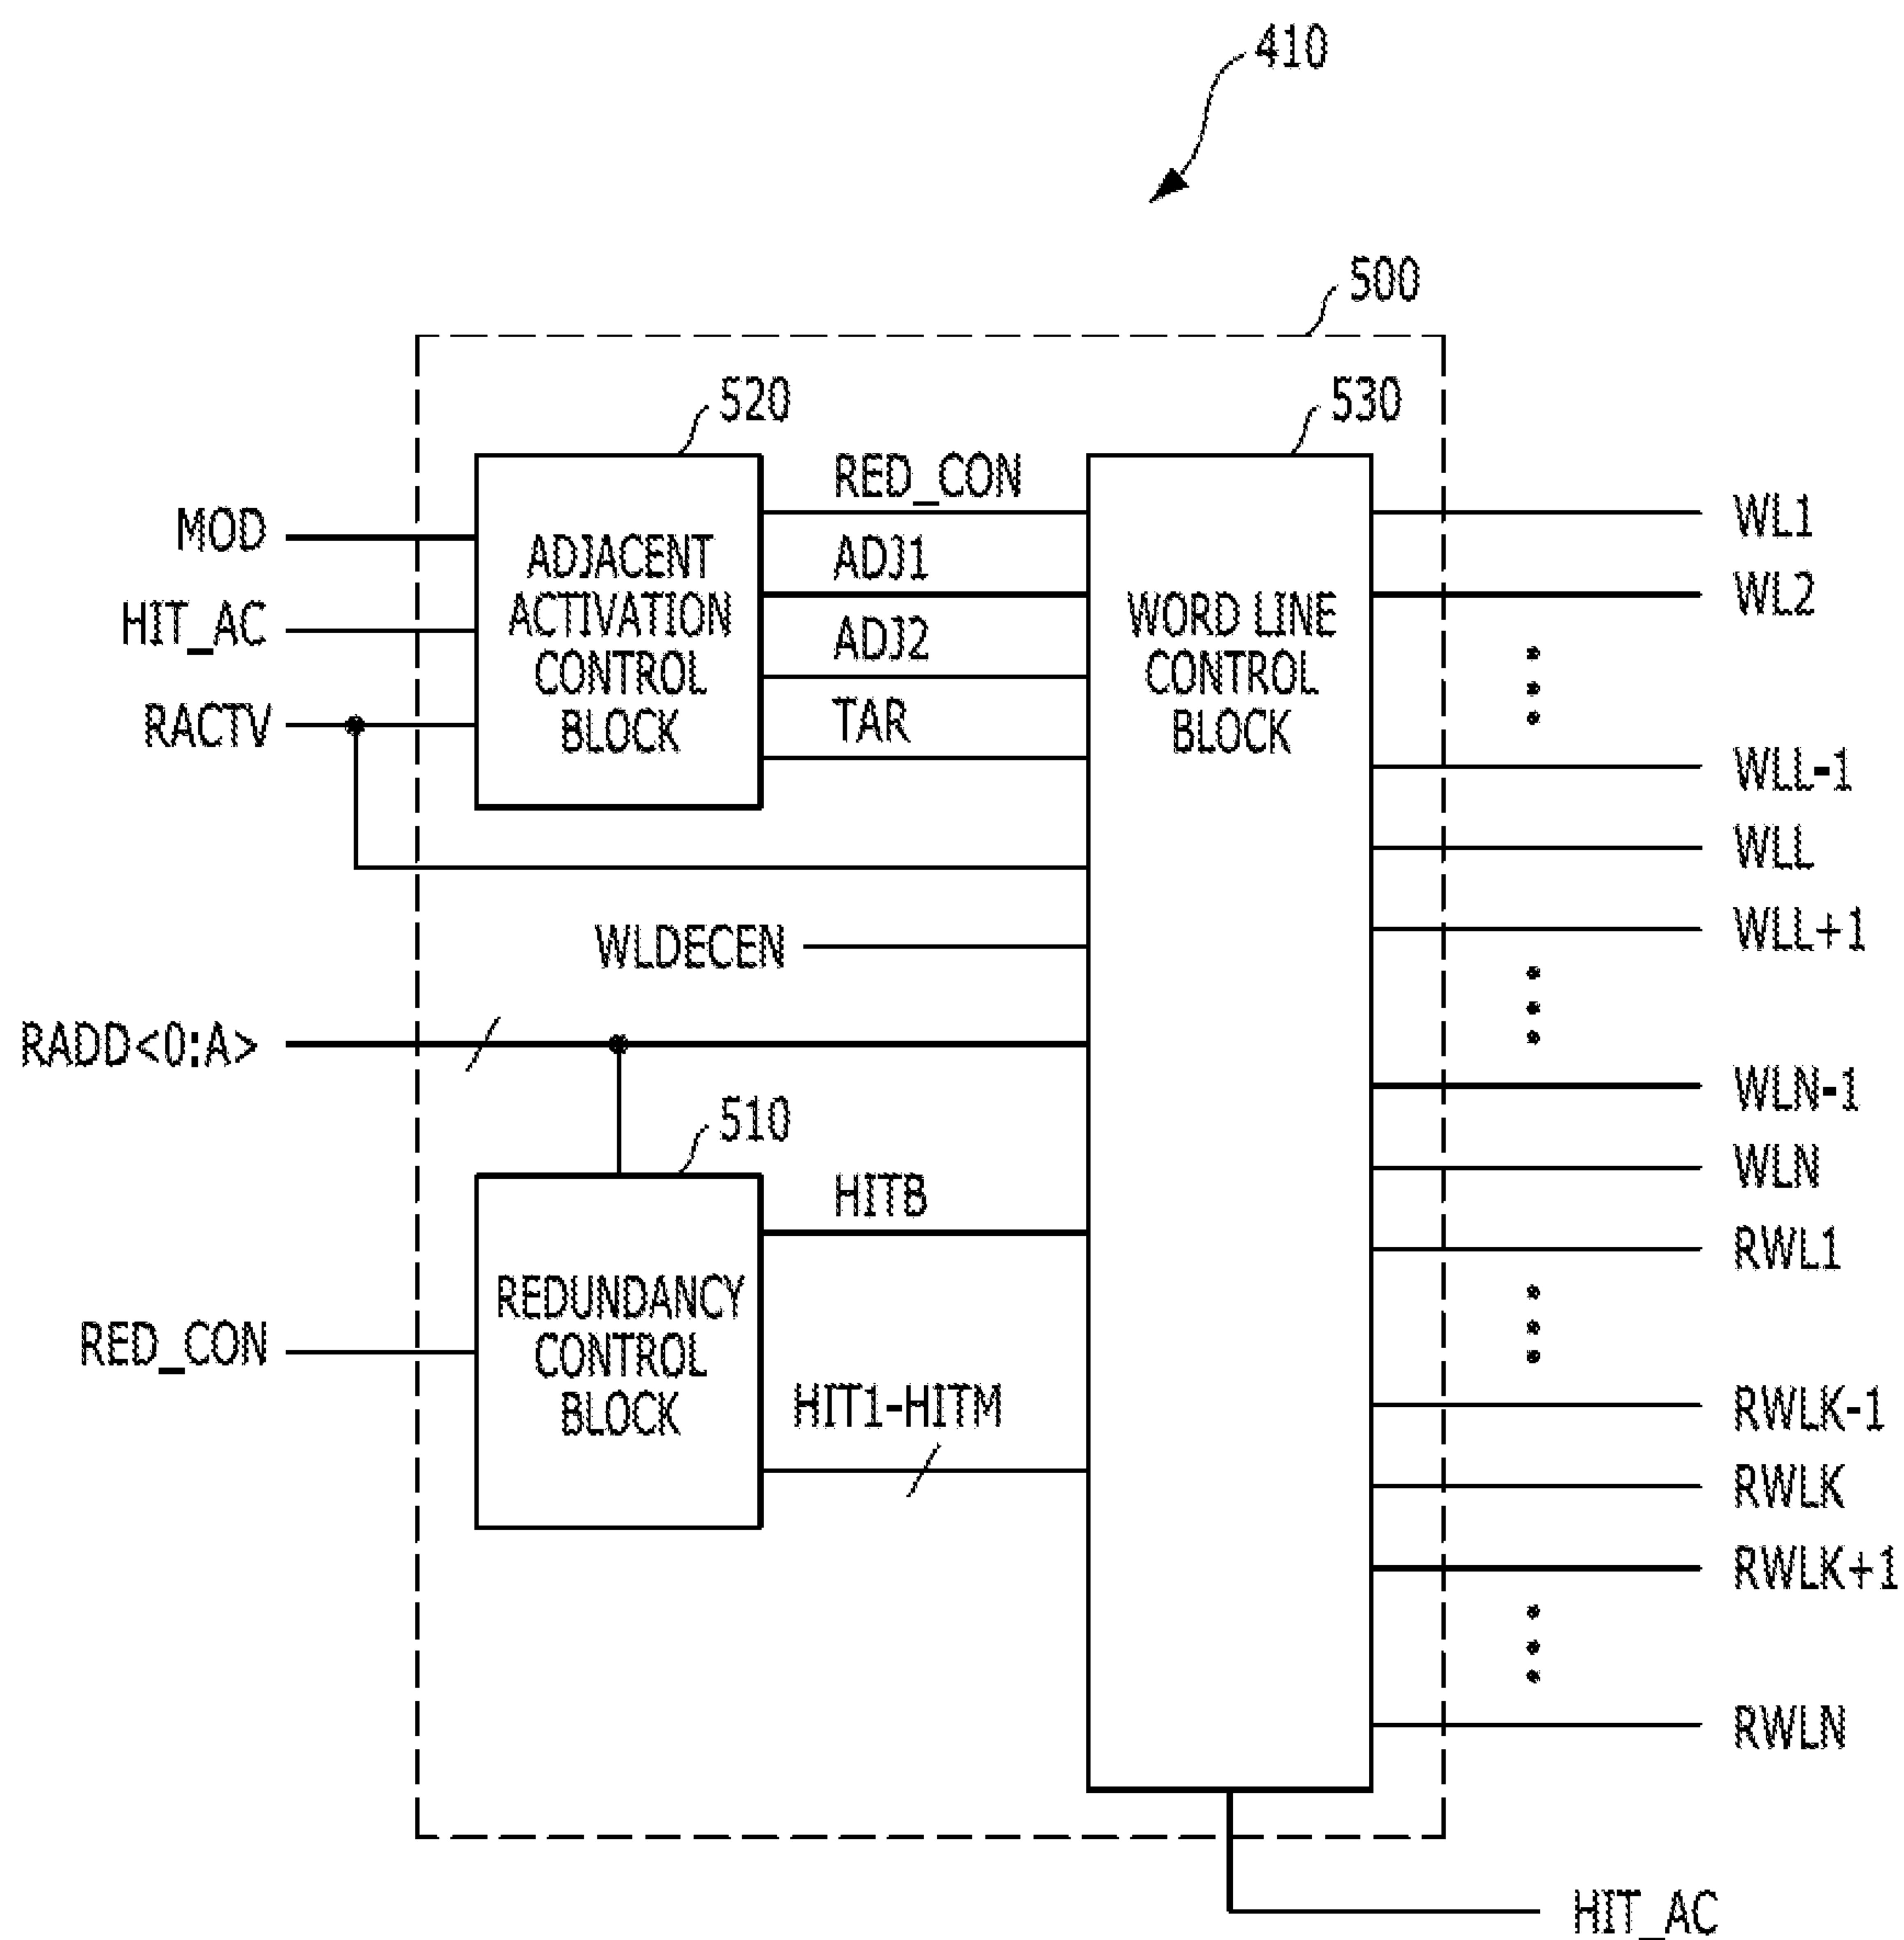 410
500
520
530
MOD
HIT_AC
RACTV
ADJACENT
ACTIVATION
CONTROL
BLOCK
RED_CON
ADJ1
ADJ2
TAR
WORD LINE
CONTROL
BLOCK
WLDECEN
RADD<0:A>
510
RED_CON
REDUNDANCY
CONTROL
BLOCK
HITB
HIT1-HITM
WL1
WL2
WLL-1
WLL
WLL+1
WLN-1
WLN
RWL1
RWLK-1
RWLK
RWLK+1
RWLN
HIT_AC